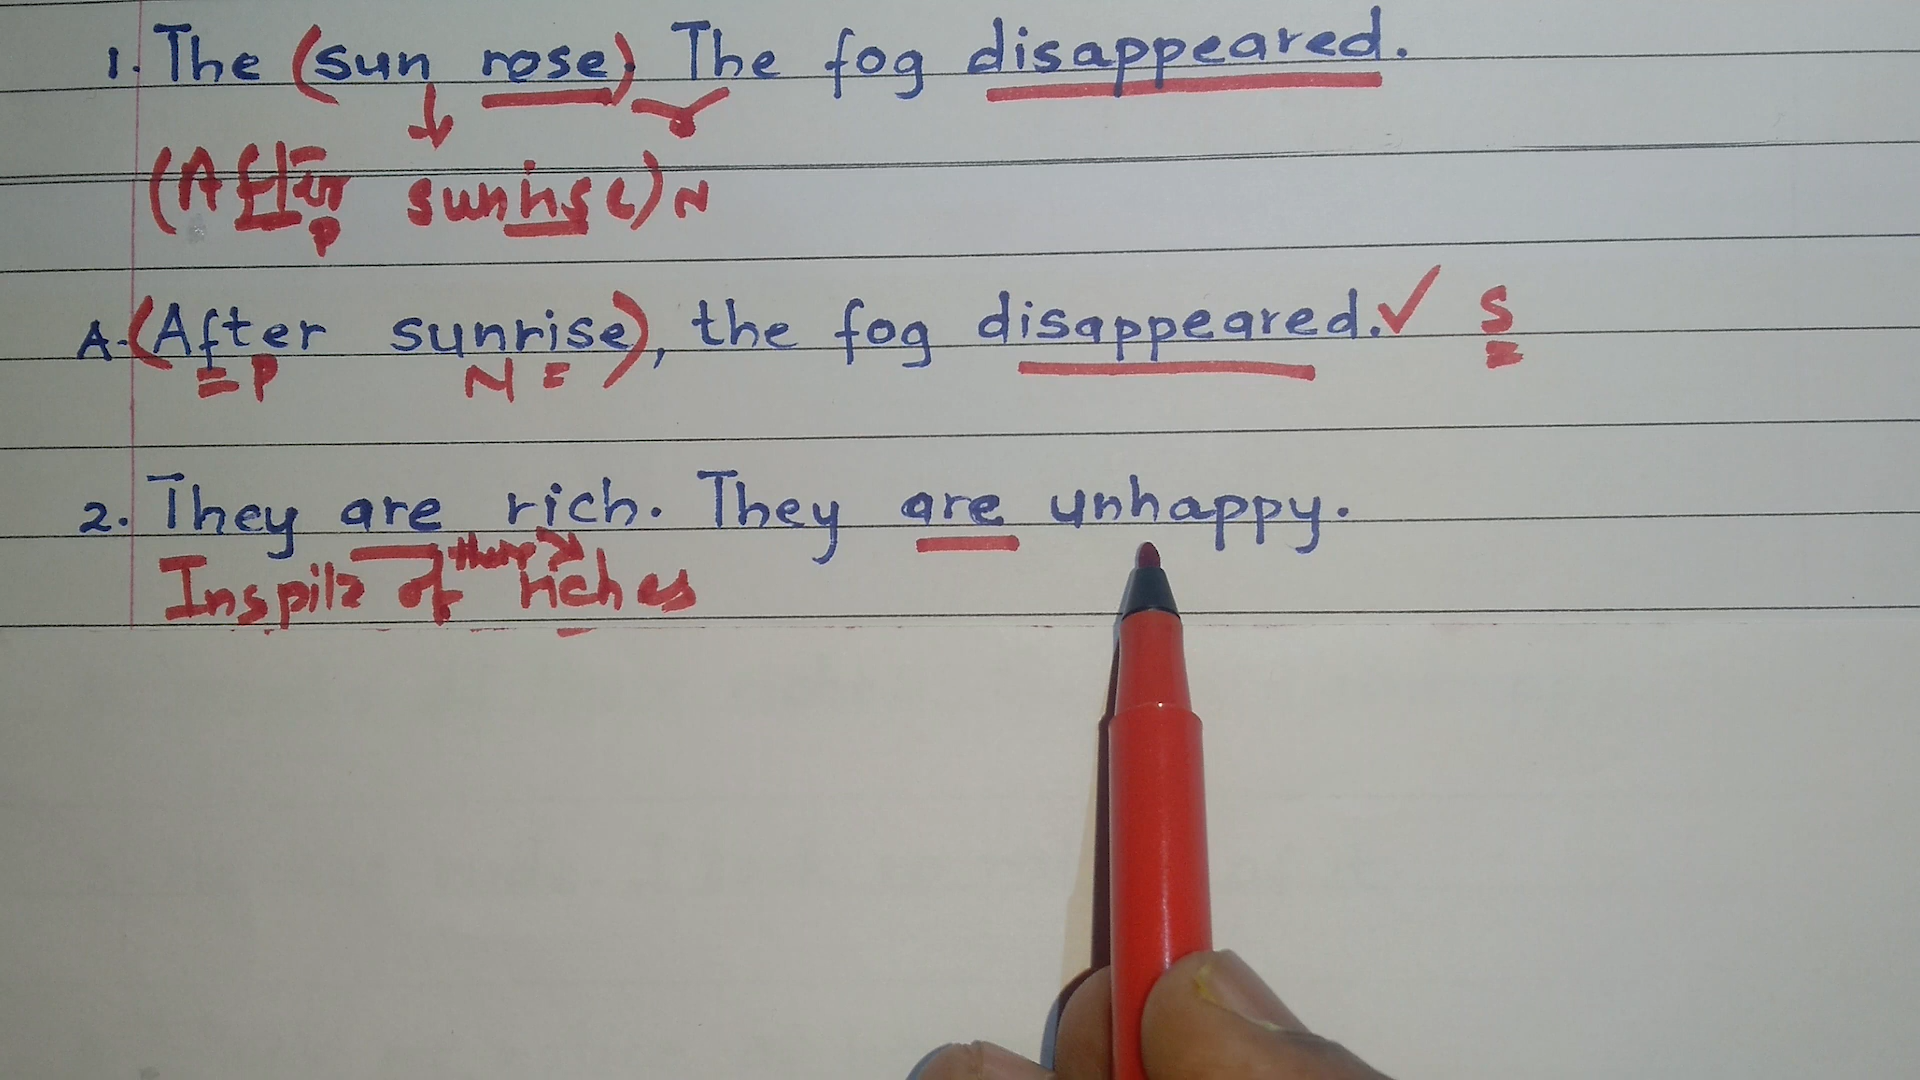 1. The (sun rose). The fog disappeared.
(After sunrise) N
P
A. (After sunrise), the fog disappeared. ✓ S
P N
2. They are rich. They are unhappy.
their
Inspite of riches